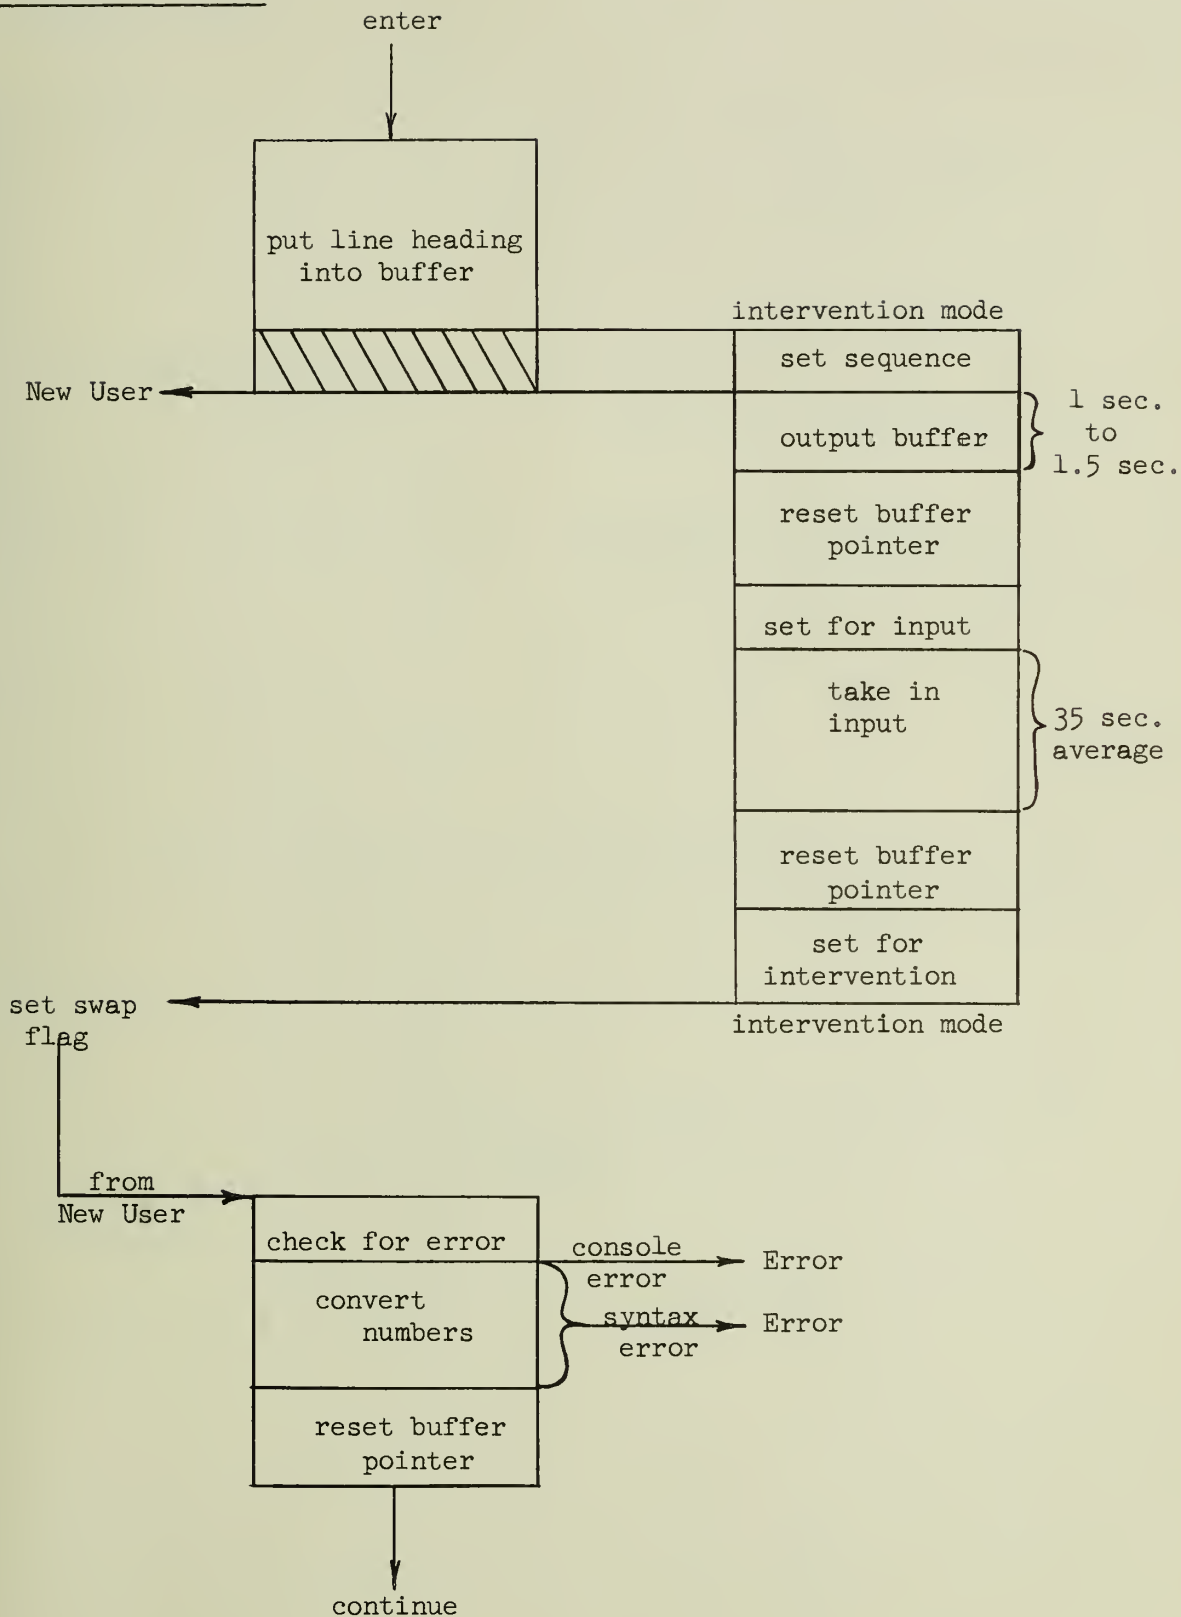 enter
put line heading
into buffer
intervention mode
set sequence
New User
output buffer
1 sec.
to
1.5 sec.
reset buffer
pointer
set for input
take in
input
35 sec.
average
reset buffer
pointer
set for
intervention
intervention mode
set swap
flag
from
New User
check for error
console
error
Error
convert
numbers
syntax
error
Error
reset buffer
pointer
continue